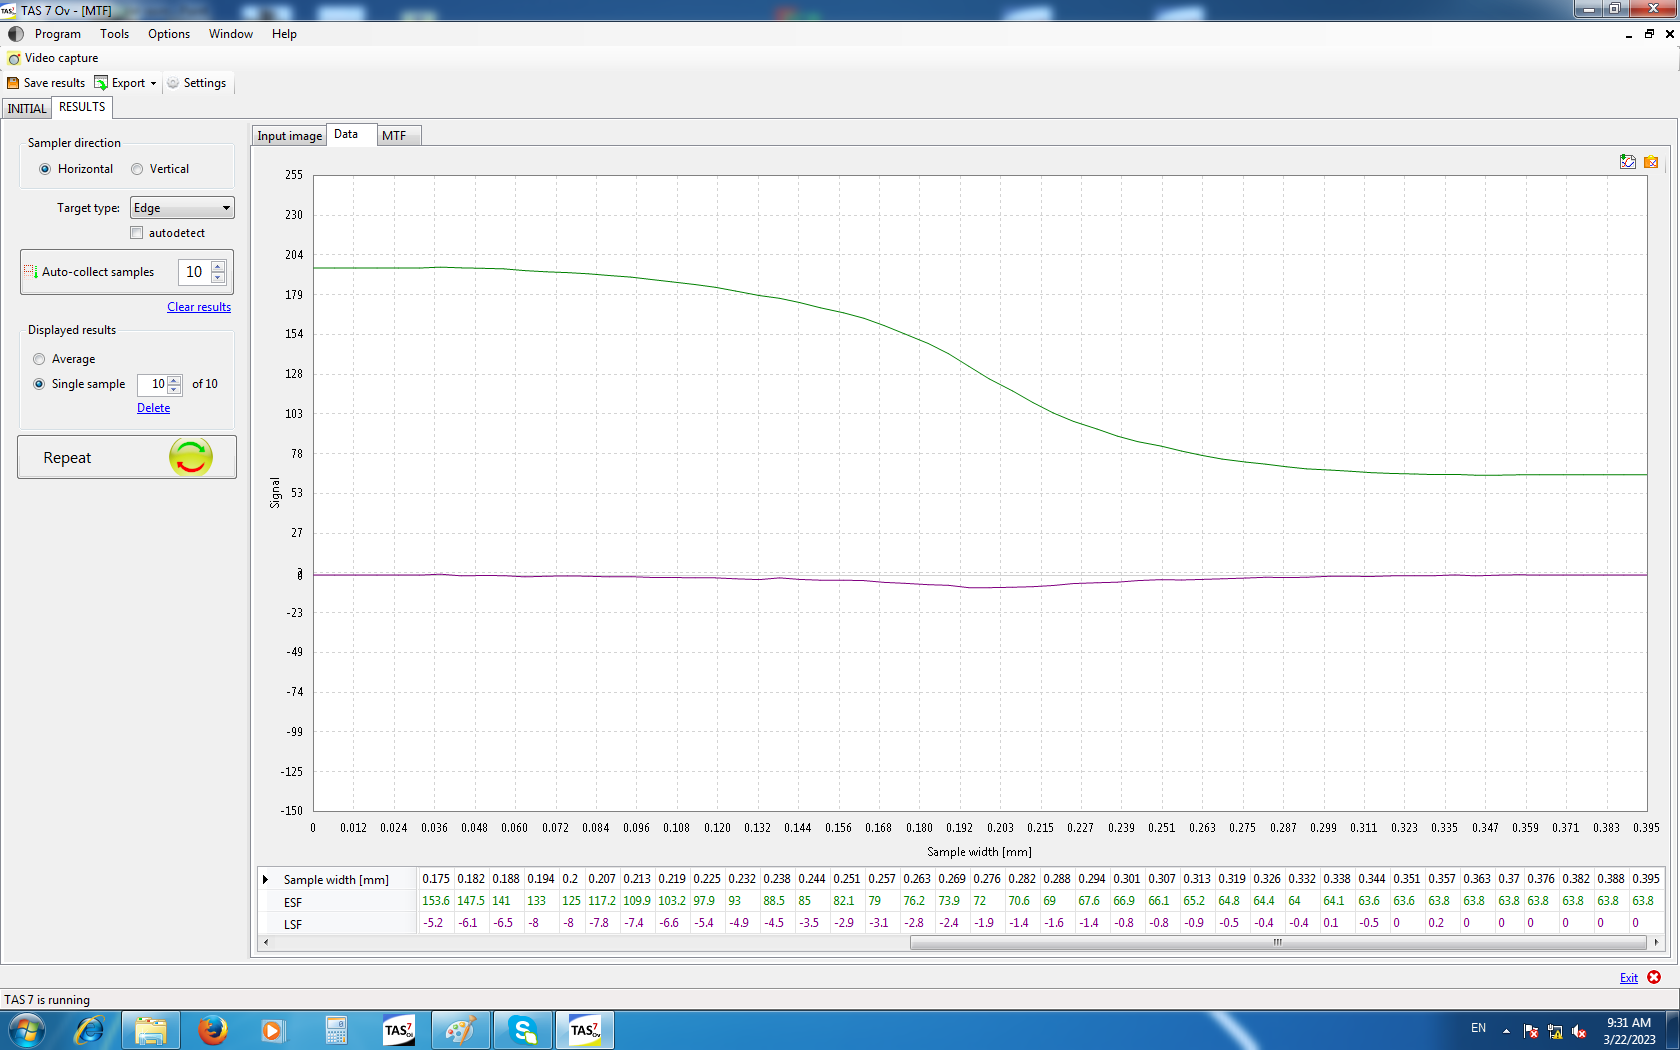 TAS 7 Ov - [MTF]
Program Tools Options Window Help
Video capture
Save results Export Settings
INITIAL RESULTS
Sampler direction
Horizontal Vertical
Target type: Edge
autodetect
Auto-collect samples 10
Clear results
Displayed results
Average
Single sample 10 of 10
Delete
Repeat
Input image Data MTF
255
230
204
179
154
128
103
78
53
27
2
0
-23
-49
-74
-99
-125
-150
Signal
0 0.012 0.024 0.036 0.048 0.060 0.072 0.084 0.096 0.108 0.120 0.132 0.144 0.156 0.168 0.180 0.192 0.203 0.215 0.227 0.239 0.251 0.263 0.275 0.287 0.299 0.311 0.323 0.335 0.347 0.359 0.371 0.383 0.395
Sample width [mm]
Sample width [mm] 0.175 0.182 0.188 0.194 0.2 0.207 0.213 0.219 0.225 0.232 0.238 0.244 0.251 0.257 0.263 0.269 0.276 0.282 0.288 0.294 0.301 0.307 0.313 0.319 0.326 0.332 0.338 0.344 0.351 0.357 0.363 0.37 0.376 0.382 0.388 0.395
ESF 153.6 147.5 141 133 125 117.2 109.9 103.2 97.9 93 88.5 85 82.1 79 76.2 73.9 72 70.6 69 67.6 66.9 66.1 65.2 64.8 64.4 64 64.1 63.6 63.6 63.8 63.8 63.8 63.8 63.8 63.8 63.8
LSF -5.2 -6.1 -6.5 -8 -8 -7.8 -7.4 -6.6 -5.4 -4.9 -4.5 -3.5 -2.9 -3.1 -2.8 -2.4 -1.9 -1.4 -1.6 -1.4 -0.8 -0.8 -0.9 -0.5 -0.4 -0.4 0.1 -0.5 0 0.2 0 0 0 0 0 0
Exit
TAS 7 is running
TAS 7 Ol
TAS 7 Ov
EN
9:31 AM
3/22/2023